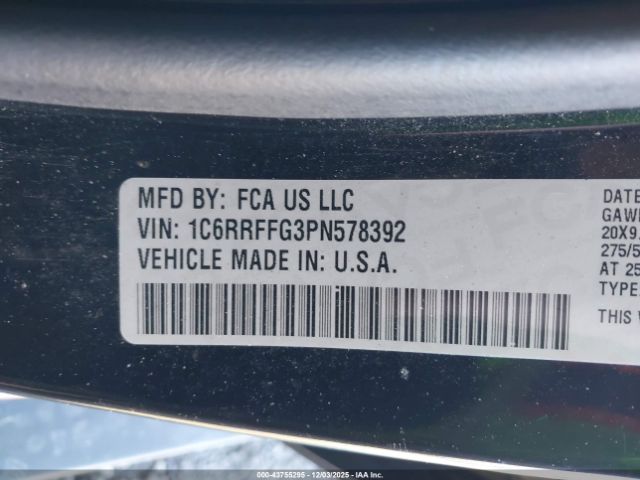 MFD BY: FCA US LLC
VIN: 1C6RRFFG3PN578392
VEHICLE MADE IN: U.S.A.
DATE
GAWR
20X9.
275/5
AT 25
TYPE
THIS
000-43755295 - 12/03/2025 - IAA Inc.